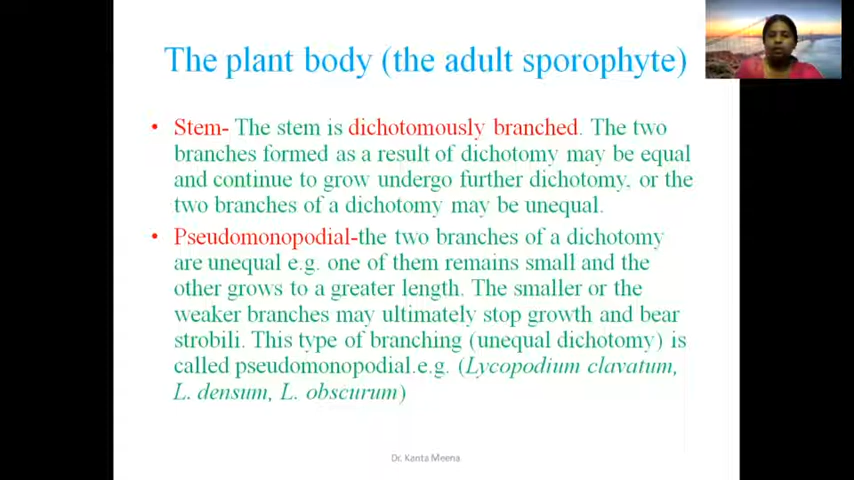 The plant body (the adult sporophyte)
• Stem- The stem is dichotomously branched. The two
branches formed as a result of dichotomy may be equal
and continue to grow undergo further dichotomy, or the
two branches of a dichotomy may be unequal.
• Pseudomonopodial-the two branches of a dichotomy
are unequal e.g. one of them remains small and the
other grows to a greater length. The smaller or the
weaker branches may ultimately stop growth and bear
strobili. This type of branching (unequal dichotomy) is
called pseudomonopodial.e.g. (Lycopodium clavatum,
L. densum, L. obscurum)
Dr. Kanta Meena